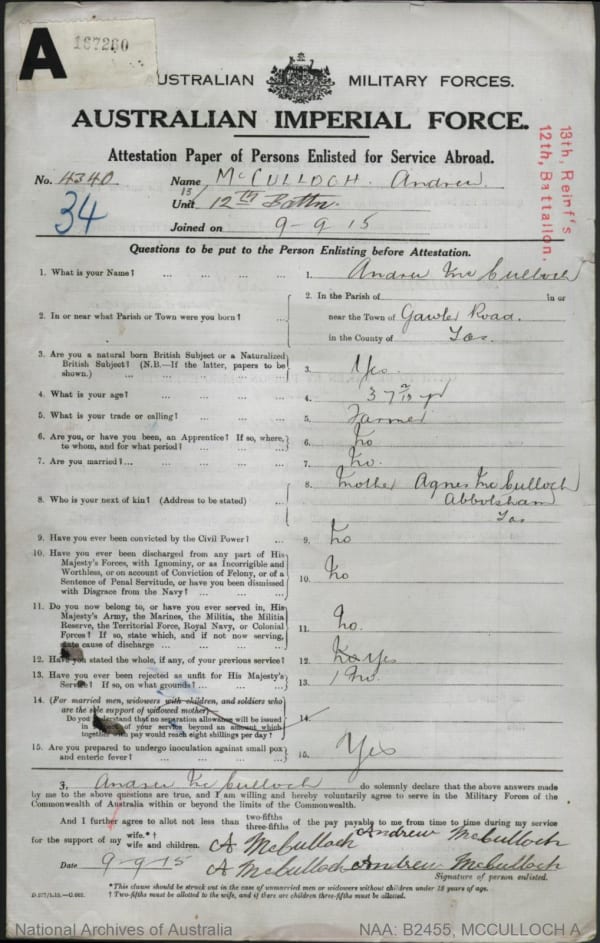 A
167260
AUSTRALIAN MILITARY FORCES.
AUSTRALIAN IMPERIAL FORCE.
Attestation Paper of Persons Enlisted for Service Abroad.
No. 4340 Name McCULLOCH. Andrew.
34
Unit 13/ 12TH Battn.
Joined on 9-9 15
13th, Reinf's
12th, Battalion.
Questions to be put to the Person Enlisting before Attestation.
1. What is your Name? ... ... ... ... 1. Andrew McCulloch
2. In or near what Parish or Town were you born? ... 2. In the Parish of in or
near the Town of Gawler Road.
in the County of Tas.
3. Are you a natural born British Subject or a Naturalized
British Subject? (N.B.—If the latter, papers to be
shown.) ... ... ... ... 3. Yes.
4. What is your age? ... ... ... ... 4. 37
5. What is your trade or calling? ... ... ... 5. Farmer
6. Are you, or have you been, an Apprentice? If so, where,
to whom, and for what period? ... ... ... 6. No
7. Are you married?... ... ... ... 7. No.
8. Who is your next of kin? (Address to be stated) ... 8. Mother Agnes McCulloch
Abbotsham
Tas
9. Have you ever been convicted by the Civil Power? ... 9. No
10. Have you ever been discharged from any part of His
Majesty's Forces, with Ignominy, or as Incorrigible and
Worthless, or on account of Conviction of Felony, or of a
Sentence of Penal Servitude, or have you been dismissed
with Disgrace from the Navy? ... ... ... 10. No
11. Do you now belong to, or have you ever served in, His
Majesty's Army, the Marines, the Militia, the Militia
Reserve, the Territorial Force, Royal Navy, or Colonial
Forces? If so, state which, and if not now serving,
state cause of discharge ... ... ... 11. No.
12. Have you stated the whole, if any, of your previous service? 12. No Yes
13. Have you ever been rejected as unfit for His Majesty's
Service? If so, on what grounds? ... ... ... 13. No.
14. (For married men, widowers with children, and soldiers who
are the sole support of widowed mother)—
Do you understand that no separation allowance will be issued
in of your service beyond an amount which
together with pay would reach eight shillings per day? 14.
15. Are you prepared to undergo inoculation against small pox
and enteric fever? ... ... ... ... 15. Yes
I, Andrew McCulloch do solemnly declare that the above answers made
by me to the above questions are true, and I am willing and hereby voluntarily agree to serve in the Military Forces of the
Commonwealth of Australia within or beyond the limits of the Commonwealth.
And I further agree to allot not less than two-fifths three-fifths of the pay payable to me from time to time during my service
for the support of my wife.*† wife and children. A McCulloch Andrew McCulloch
Date 9-9-15 A McCulloch Andrew McCulloch
Signature of person enlisted.
*This clause should be struck out in the case of unmarried men or widowers without children under 18 years of age.
† Two-fifths must be allotted to the wife, and if there are children three-fifths must be allotted.
National Archives of Australia
NAA: B2455, MCCULLOCH A